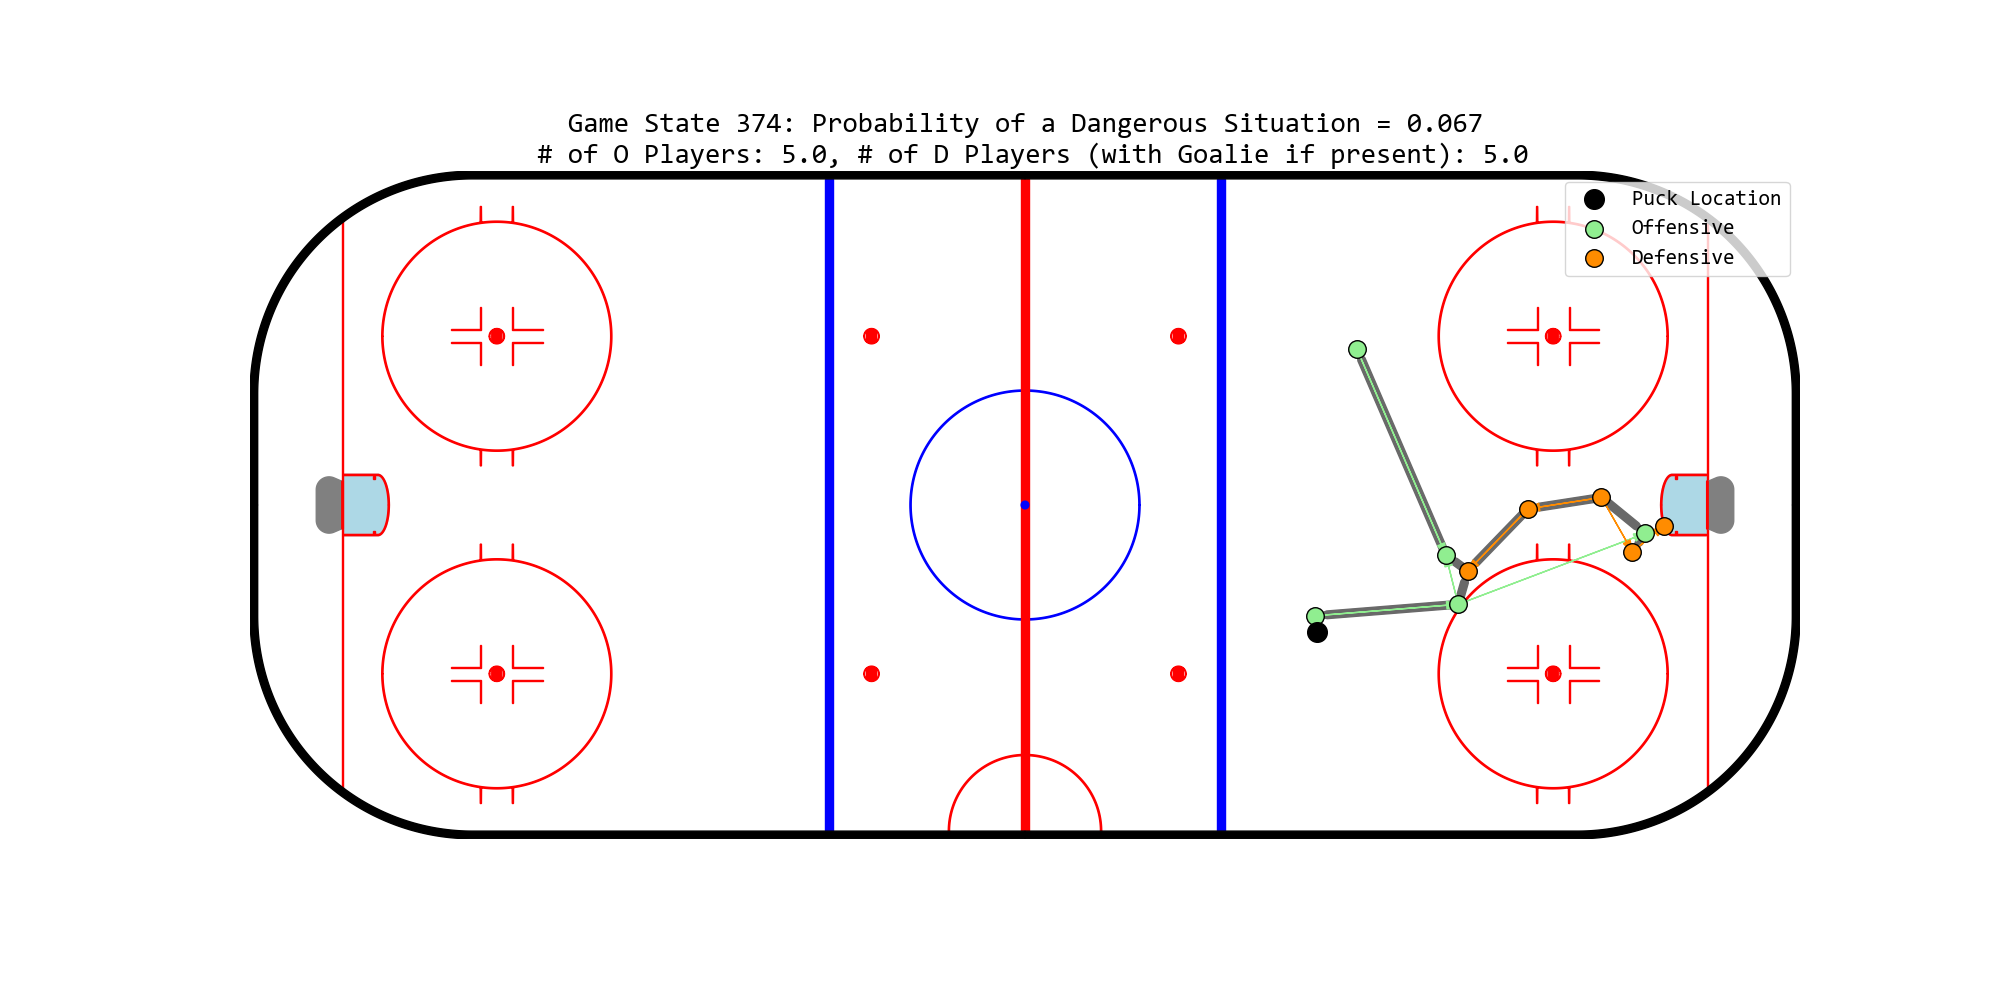 Game State 374: Probability of a Dangerous Situation = 0.067
# of O Players: 5.0, # of D Players (with Goalie if present): 5.0
Puck Location
Offensive
Defensive